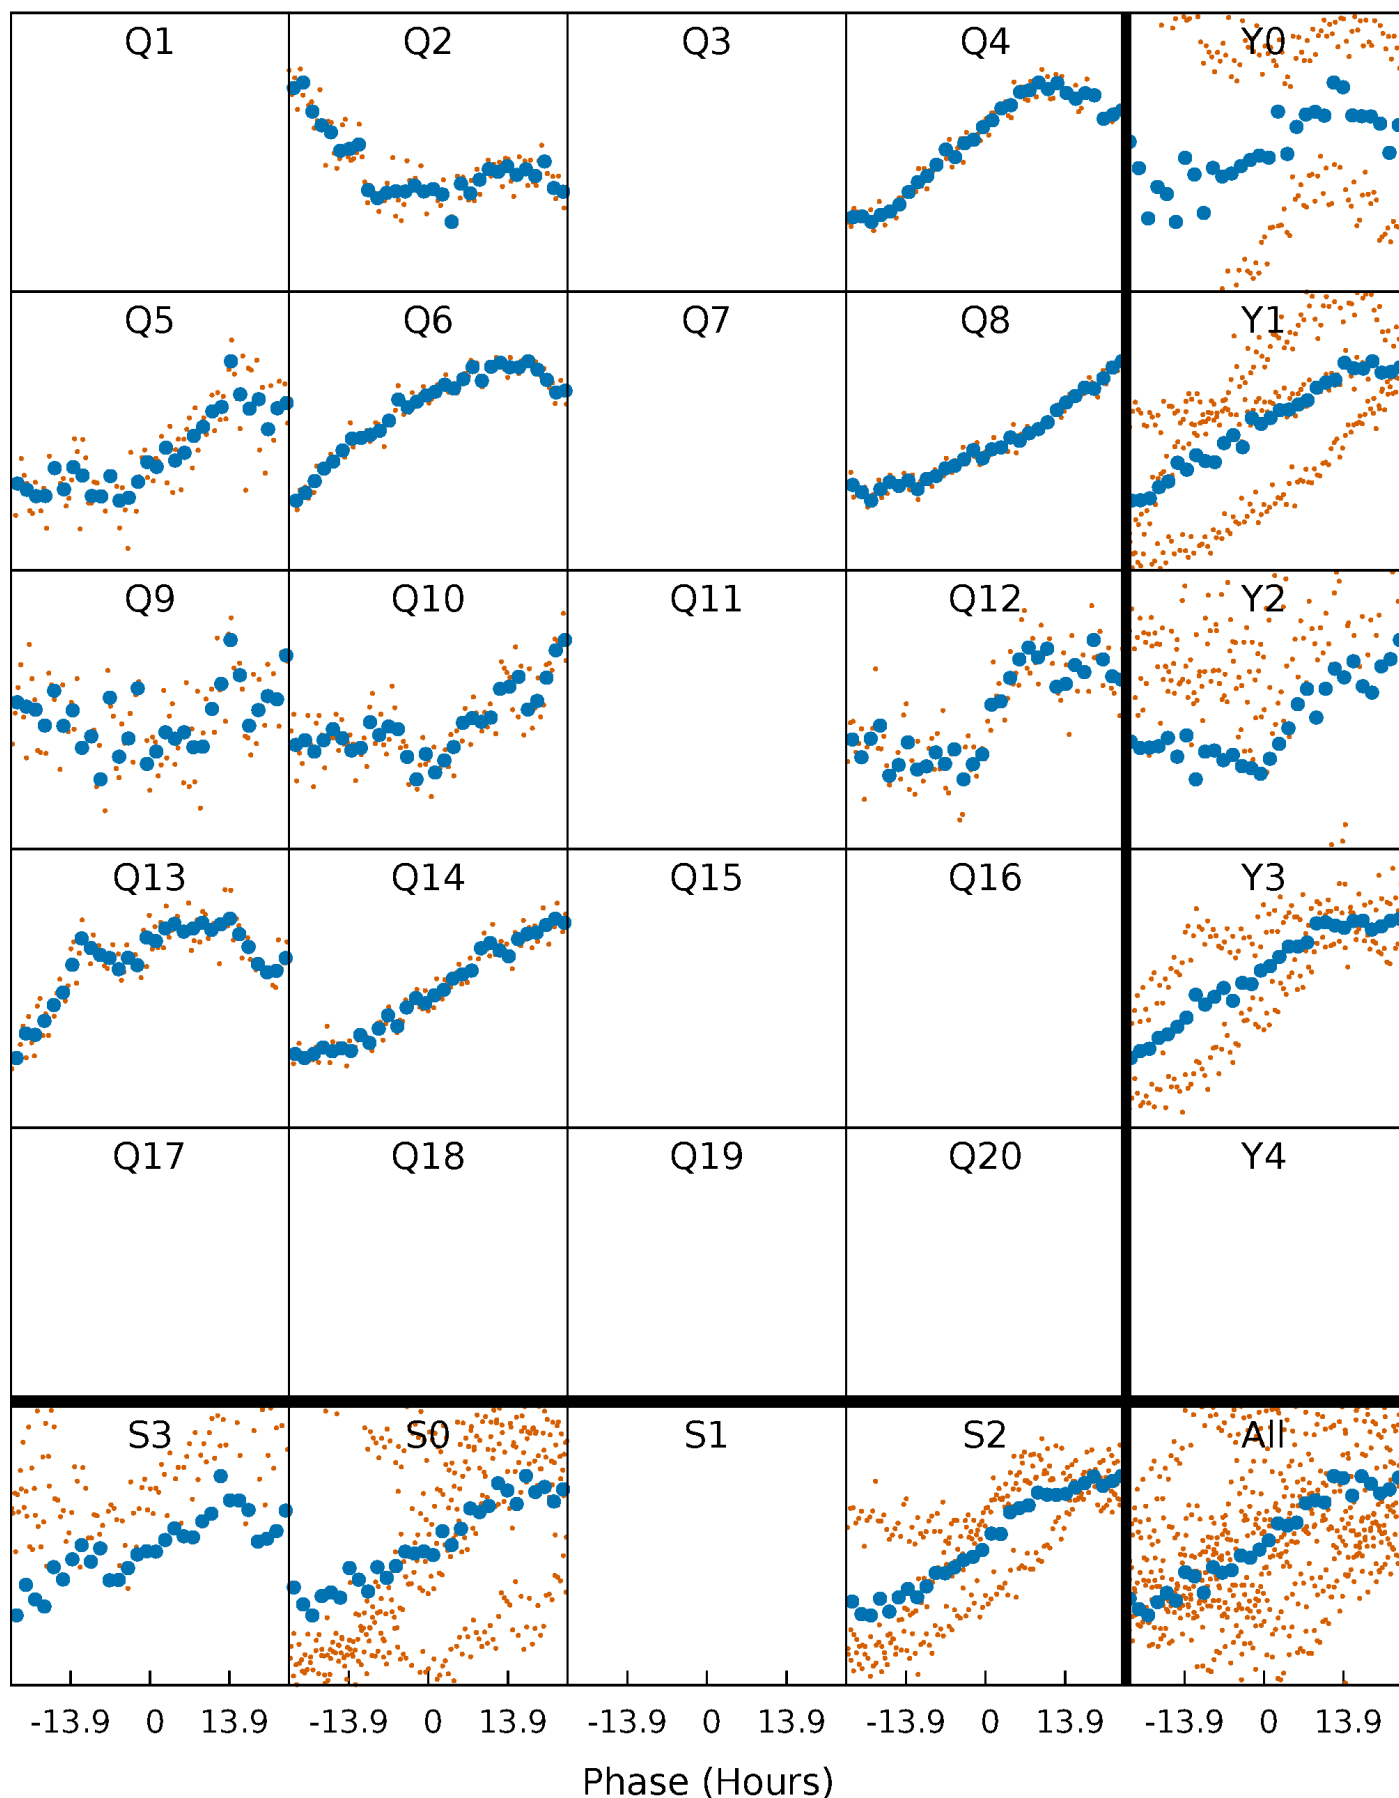 Q1 Q2 Q3 Q4 Y0
Q5 Q6 Q7 Q8 Y1
Q9 Q10 Q11 Q12 Y2
Q13 Q14 Q15 Q16 Y3
Q17 Q18 Q19 Q20 Y4
S3 S0 S1 S2 All
-13.9 0 13.9 -13.9 0 13.9 -13.9 0 13.9 -13.9 0 13.9 -13.9 0 13.9
Phase (Hours)